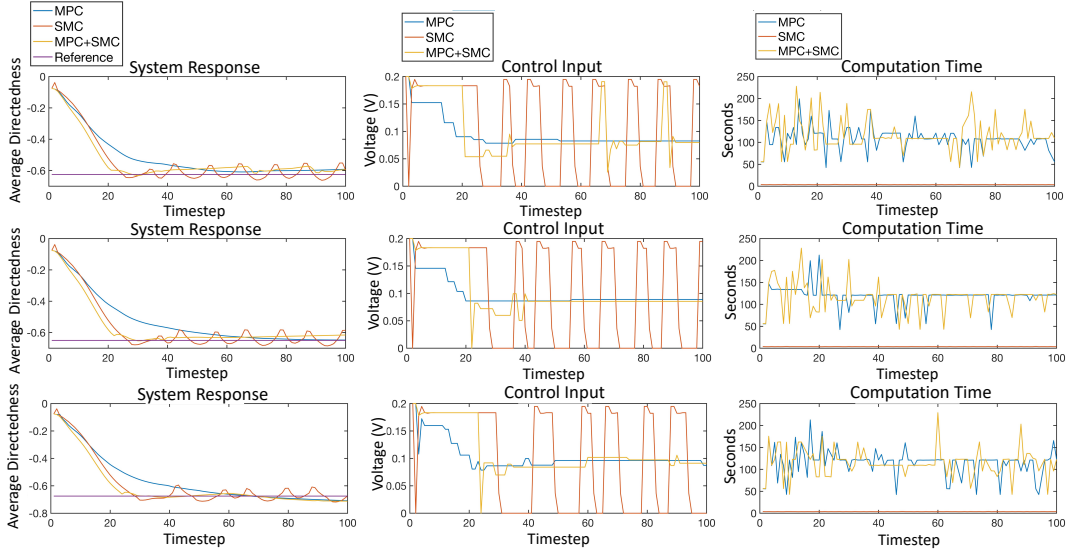 MPC
SMC
MPC+SMC
Reference
MPC
SMC
MPC+SMC
MPC
SMC
MPC+SMC
System Response
Control Input
Computation Time
Average Directedness
0
-0.2
-0.4
-0.6
0 20 40 60 80 100
Timestep
Voltage (V)
0.2
0.15
0.1
0.05
0
0 20 40 60 80 100
Timestep
Seconds
250
200
150
100
50
0
0 20 40 60 80 100
Timestep
System Response
Control Input
Computation Time
Average Directedness
0
-0.2
-0.4
-0.6
0 20 40 60 80 100
Timestep
Voltage (V)
0.2
0.15
0.1
0.05
0
0 20 40 60 80 100
Timestep
Seconds
250
200
150
100
50
0
0 20 40 60 80 100
Timestep
System Response
Control Input
Computation Time
Average Directedness
0
-0.2
-0.4
-0.6
-0.8
0 20 40 60 80 100
Timestep
Voltage (V)
0.2
0.15
0.1
0.05
0
0 20 40 60 80 100
Timestep
Seconds
250
200
150
100
50
0
0 20 40 60 80 100
Timestep